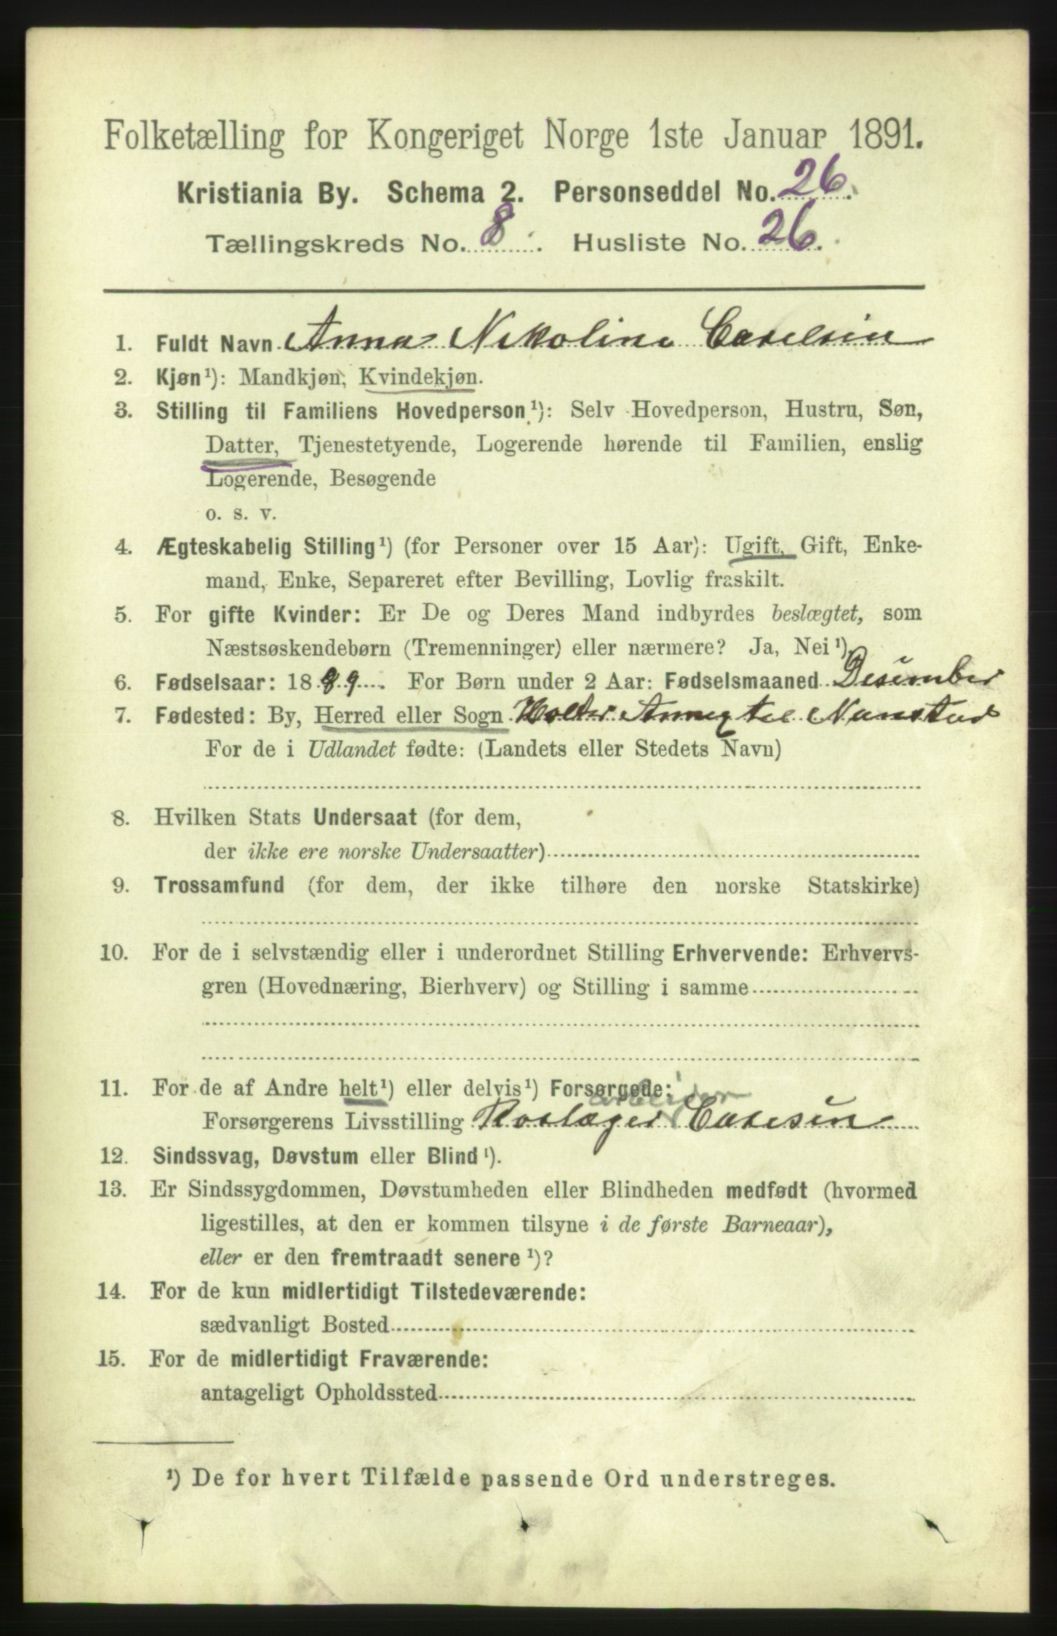 Folketælling for Kongeriget Norge 1ste Januar 1891.
Kristiania By. Schema 2. Personseddel No. 26.
Tællingskreds No. 8. Husliste No. 26.
1. Fuldt Navn Anna Nikoline
2. Kjøn¹): Mandkjøn, Kvindekjøn.
3. Stilling til Familiens Hovedperson¹): Selv Hovedperson, Hustru, Søn,
Datter, Tjenestetyende, Logerende hørende til Familien, enslig
Logerende, Besøgende
o. s. v.
4. Ægteskabelig Stilling¹) (for Personer over 15 Aar): Ugift, Gift, Enke-
mand, Enke, Separeret efter Bevilling, Lovlig fraskilt.
5. For gifte Kvinder: Er De og Deres Mand indbyrdes beslægtet, som
Næstsøskendebørn (Tremenninger) eller nærmere? Ja, Nei¹).
6. Fødselsaar: 1889. For Børn under 2 Aar: Fødselsmaaned Desember
7. Fødested: By, Herred eller Sogn Holter
For de i Udlandet fødte: (Landets eller Stedets Navn)
8. Hvilken Stats Undersaat (for dem,
der ikke ere norske Undersaatter)
9. Trossamfund (for dem, der ikke tilhøre den norske Statskirke)
10. For de i selvstændig eller i underordnet Stilling Erhvervende: Erhvervs-
gren (Hovednæring, Bierhverv) og Stilling i samme
11. For de af Andre helt¹) eller delvis¹) Forsørgede:
arbeider
Forsørgerens Livsstilling
12. Sindssvag, Døvstum eller Blind¹).
13. Er Sindssygdommen, Døvstumheden eller Blindheden medfødt (hvormed
ligestilles, at den er kommen tilsyne i de første Barneaar),
eller er den fremtraadt senere¹)?
14. For de kun midlertidigt Tilstedeværende:
sædvanligt Bosted
15. For de midlertidigt Fraværende:
antageligt Opholdssted
¹) De for hvert Tilfælde passende Ord understreges.